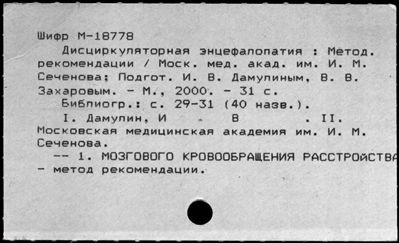 Шифр М-18778
Дисциркуляторная энцефалопатия : Метод.
рекомендации / Моск. мед. акад. им. И. М.
Сеченова; Подгот. И. В. Дамулиным, В. В.
Захаровым. - М., 2000. - 31 с.
Библиогр.: с. 29-31 (40 назв.).
I. Дамулин, И . В . II.
Московская медицинская академия им. И. М.
Сеченова.
-- 1. МОЗГОВОГО КРОВООБРАЩЕНИЯ РАССТРОЙСТВА
- метод рекомендации.